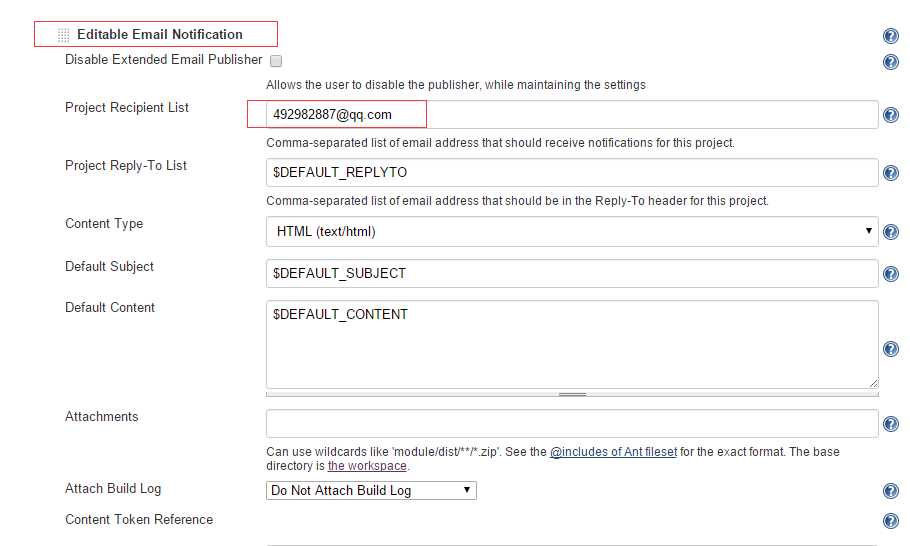 Editable Email Notification
Disable Extended Email Publisher
Allows the user to disable the publisher, while maintaining the settings
Project Recipient List
492982887@qq.com
Comma-separated list of email address that should receive notifications for this project.
Project Reply-To List
$DEFAULT_REPLYTO
Comma-separated list of email address that should be in the Reply-To header for this project.
Content Type
HTML (text/html)
Default Subject
$DEFAULT_SUBJECT
Default Content
$DEFAULT_CONTENT
Attachments
Can use wildcards like 'module/dist/**/*.zip'. See the @includes of Ant fileset for the exact format. The base
directory is the workspace.
Attach Build Log
Do Not Attach Build Log
Content Token Reference